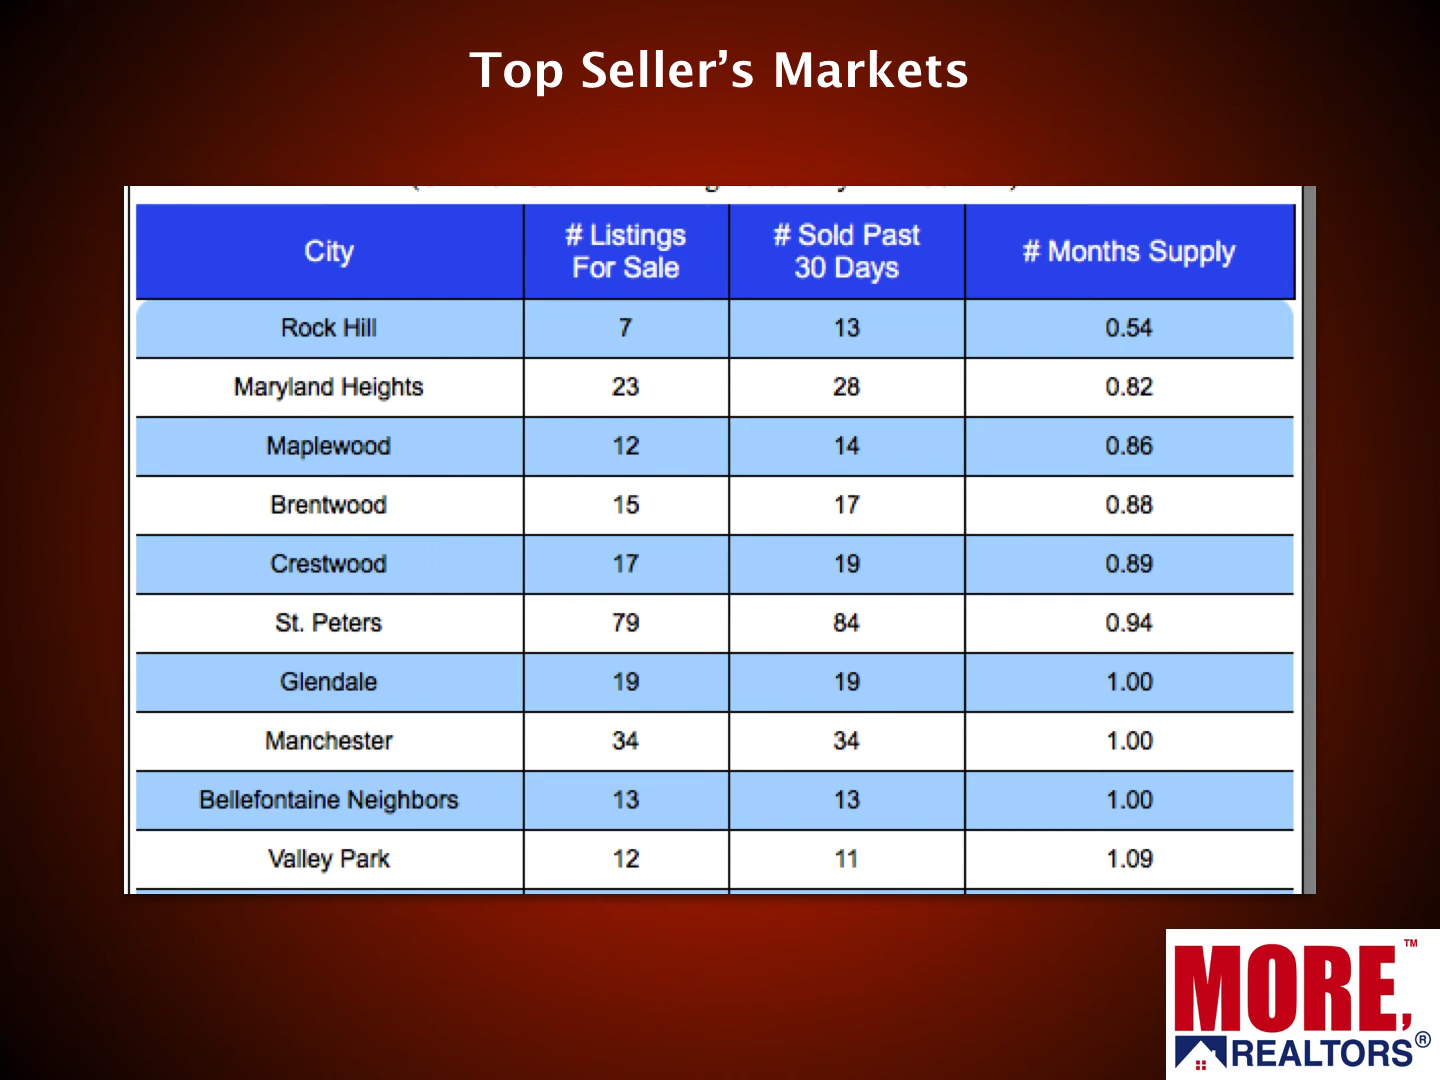 Top Seller’s Markets
City # Listings For Sale # Sold Past 30 Days # Months Supply
Rock Hill 7 13 0.54
Maryland Heights 23 28 0.82
Maplewood 12 14 0.86
Brentwood 15 17 0.88
Crestwood 17 19 0.89
St. Peters 79 84 0.94
Glendale 19 19 1.00
Manchester 34 34 1.00
Bellefontaine Neighbors 13 13 1.00
Valley Park 12 11 1.09
MORE, ™
REALTORS®